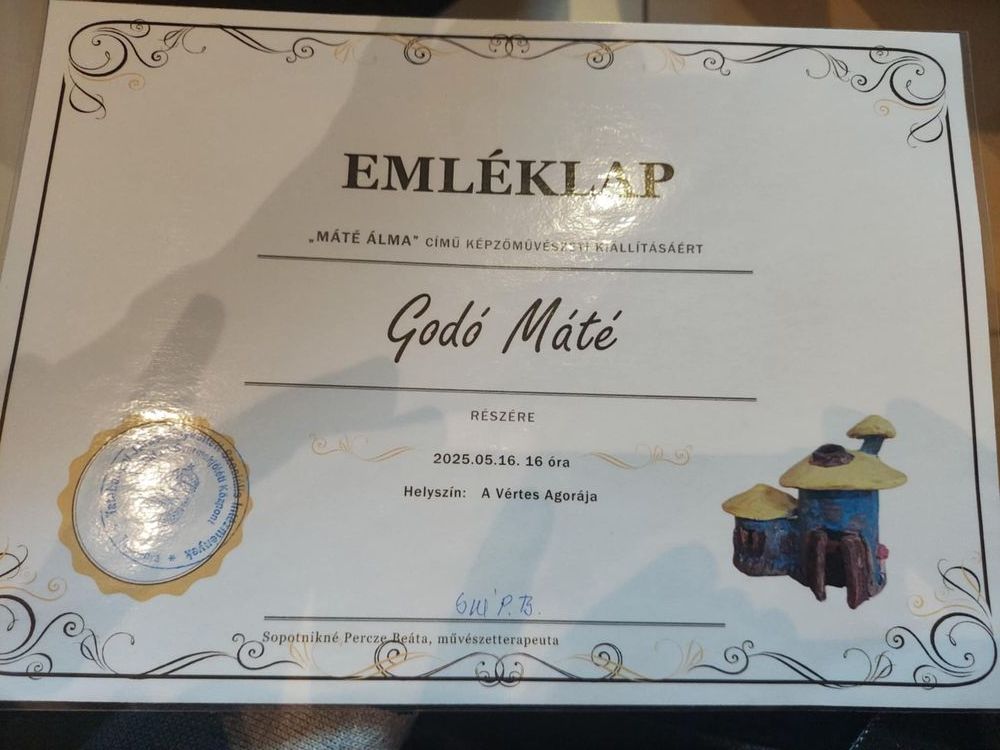 EMLÉKLAP
„MÁTÉ ÁLMA" CÍMŰ KÉPZŐMŰVÉSZETI KIÁLLÍTÁSÁÉRT
Godó Máté
RÉSZÉRE
2025.05.16. 16 óra
Helyszín: A Vértes Agorája
Sopotnikné Percze Beáta, művészetterapeuta